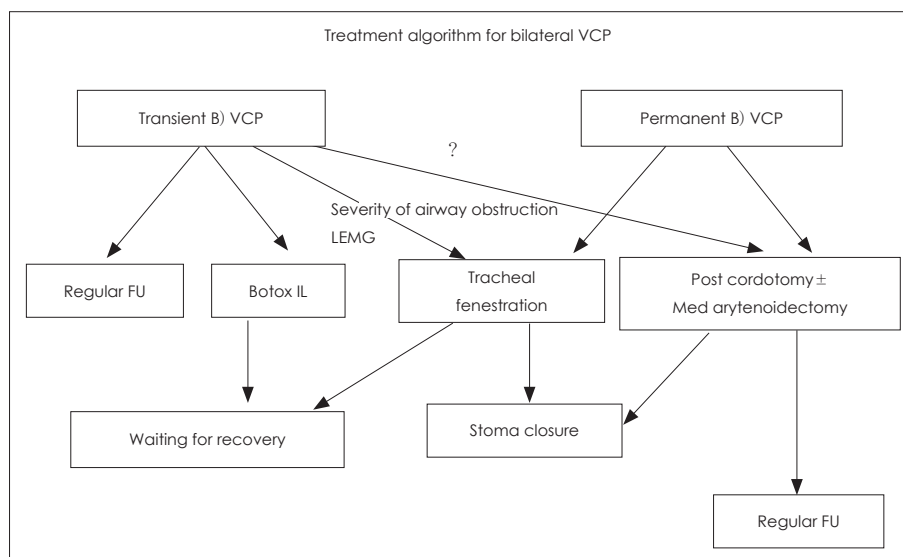 Treatment algorithm for bilateral VCP
Transient B) VCP
Permanent B) VCP
?
Severity of airway obstruction
LEMG
Regular FU
Botox IL
Tracheal
fenestration
Post cordotomy±
Med arytenoidectomy
Waiting for recovery
Stoma closure
Regular FU